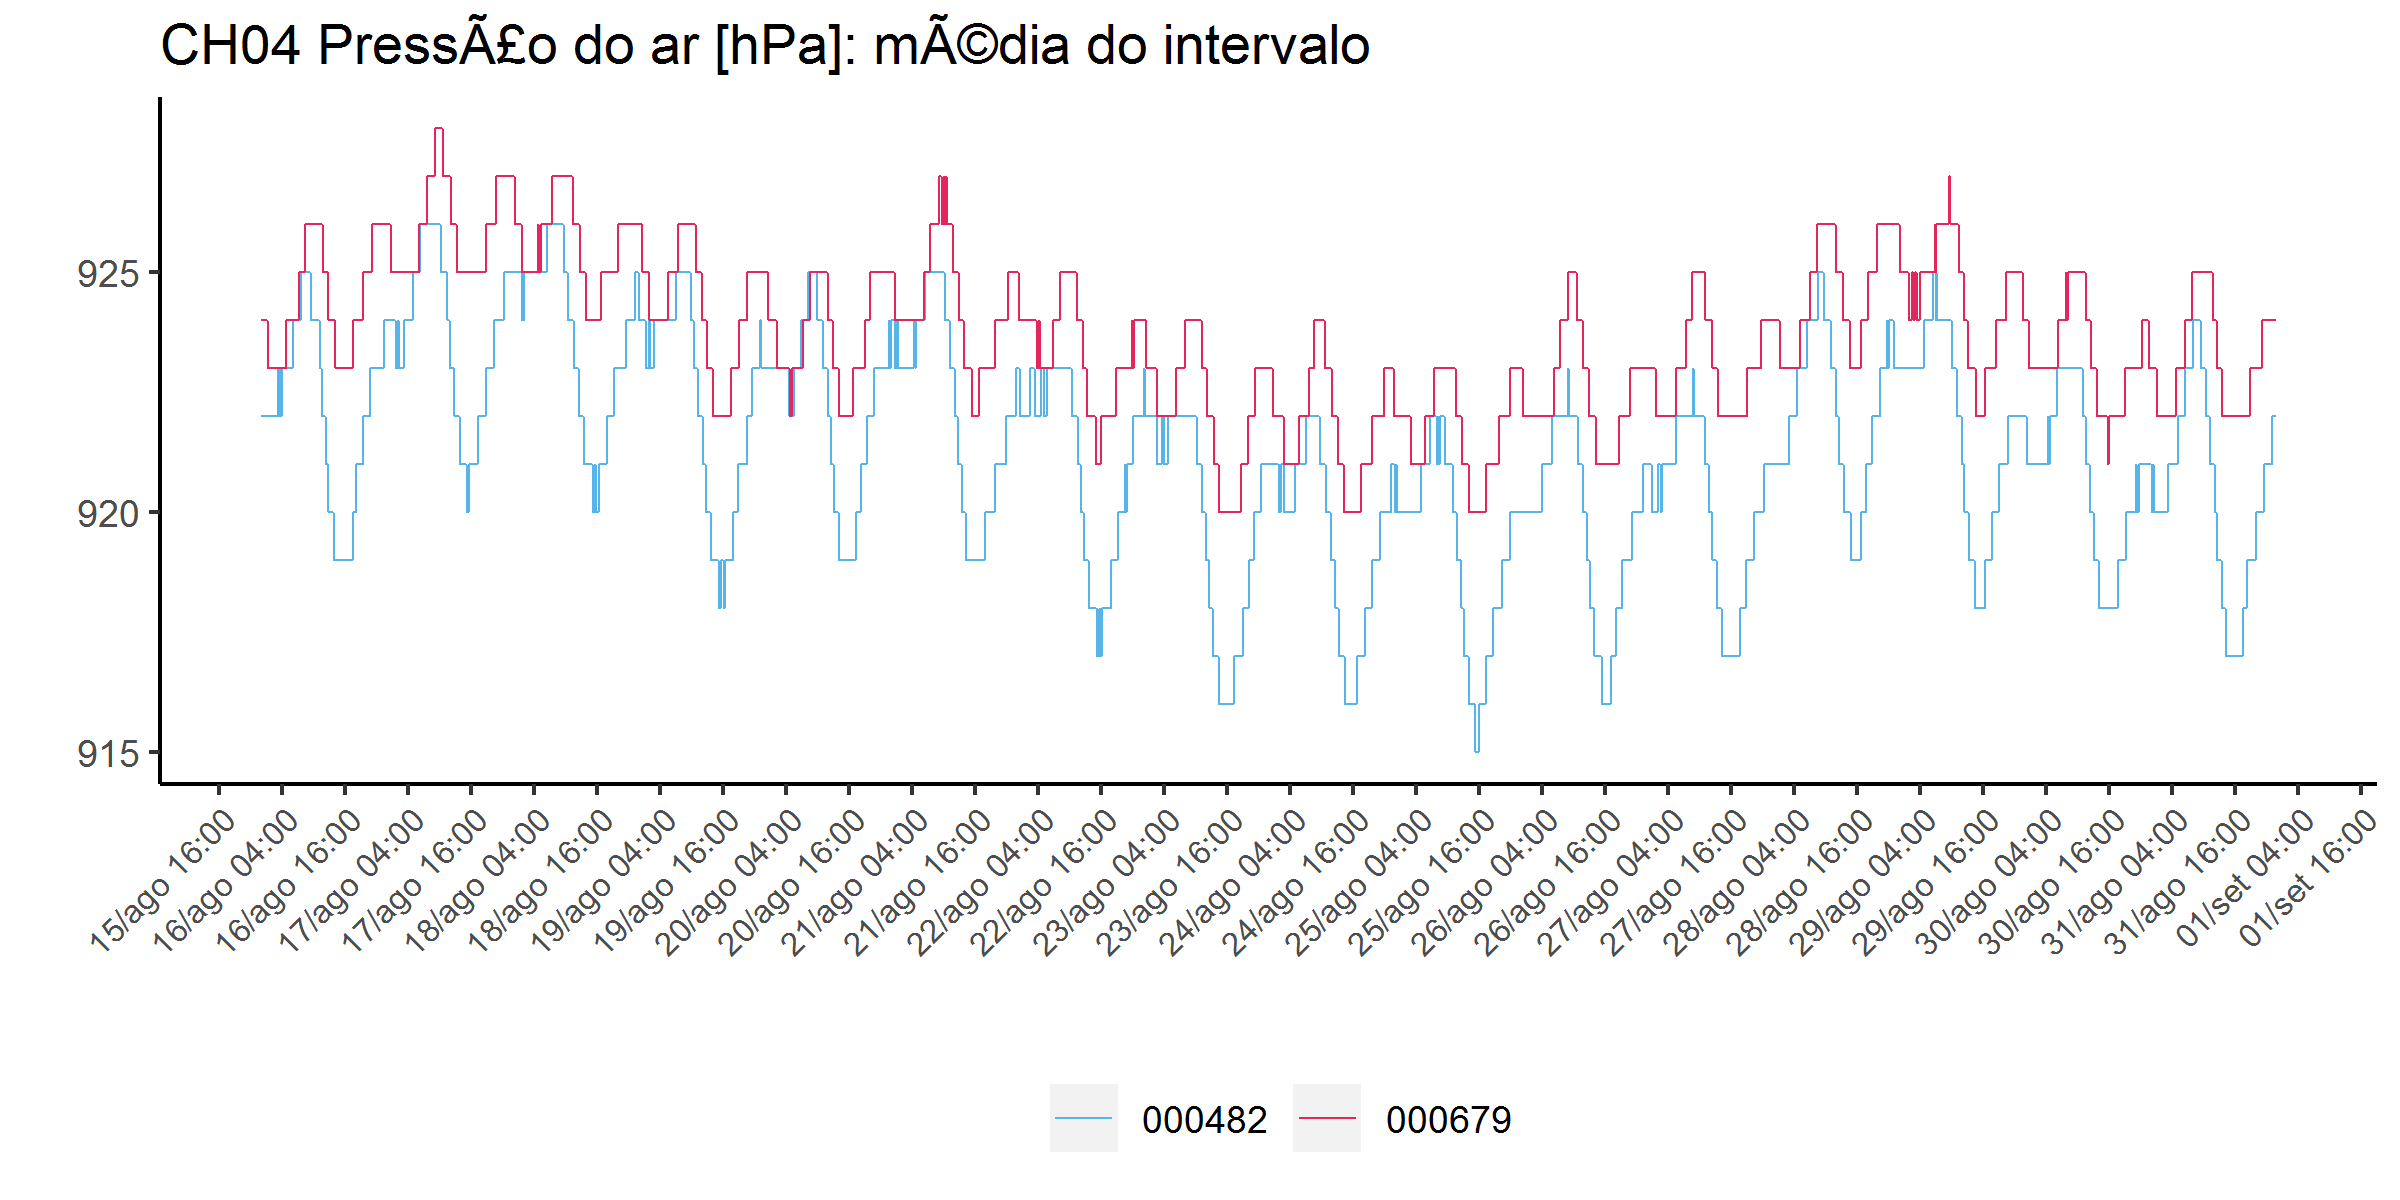 CH04 PressÃ£o do ar [hPa]: mÃ©dia do intervalo
925
920
915
15/ago 16:00
16/ago 04:00
16/ago 16:00
17/ago 04:00
17/ago 16:00
18/ago 04:00
18/ago 16:00
19/ago 04:00
19/ago 16:00
20/ago 04:00
20/ago 16:00
21/ago 04:00
21/ago 16:00
22/ago 04:00
22/ago 16:00
23/ago 04:00
23/ago 16:00
24/ago 04:00
24/ago 16:00
25/ago 04:00
25/ago 16:00
26/ago 04:00
26/ago 16:00
27/ago 04:00
27/ago 16:00
28/ago 04:00
28/ago 16:00
29/ago 04:00
29/ago 16:00
30/ago 04:00
30/ago 16:00
31/ago 04:00
31/ago 16:00
01/set 04:00
01/set 16:00
000482
000679